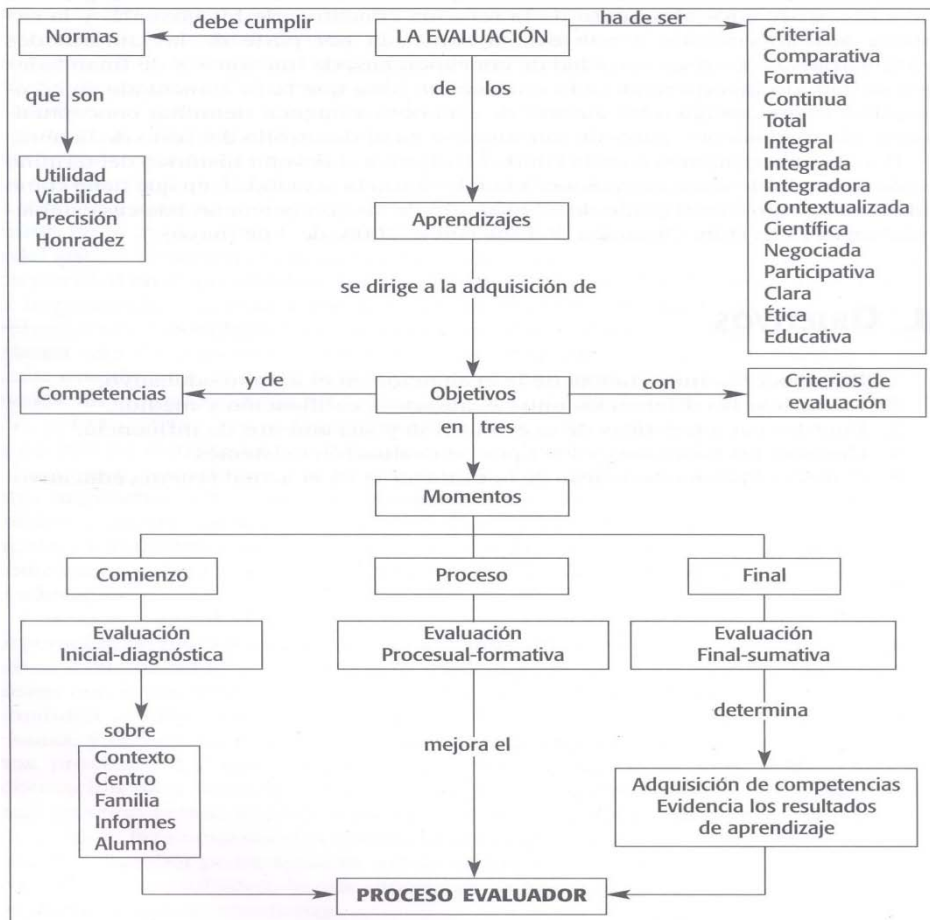 debe cumplir
ha de ser
Normas
LA EVALUACIÓN
Criterial
Comparativa
Formativa
Continua
Total
Integral
Integrada
Integradora
Contextualizada
Científica
Negociada
Participativa
Clara
Ética
Educativa
que son
de los
Utilidad
Viabilidad
Precisión
Honradez
Aprendizajes
se dirige a la adquisición de
Competencias
y de
Objetivos
con
Criterios de
evaluación
en tres
Momentos
Comienzo
Proceso
Final
Evaluación
Inicial-diagnóstica
Evaluación
Procesual-formativa
Evaluación
Final-sumativa
sobre
mejora el
determina
Contexto
Centro
Familia
Informes
Alumno
Adquisición de competencias
Evidencia los resultados
de aprendizaje
PROCESO EVALUADOR